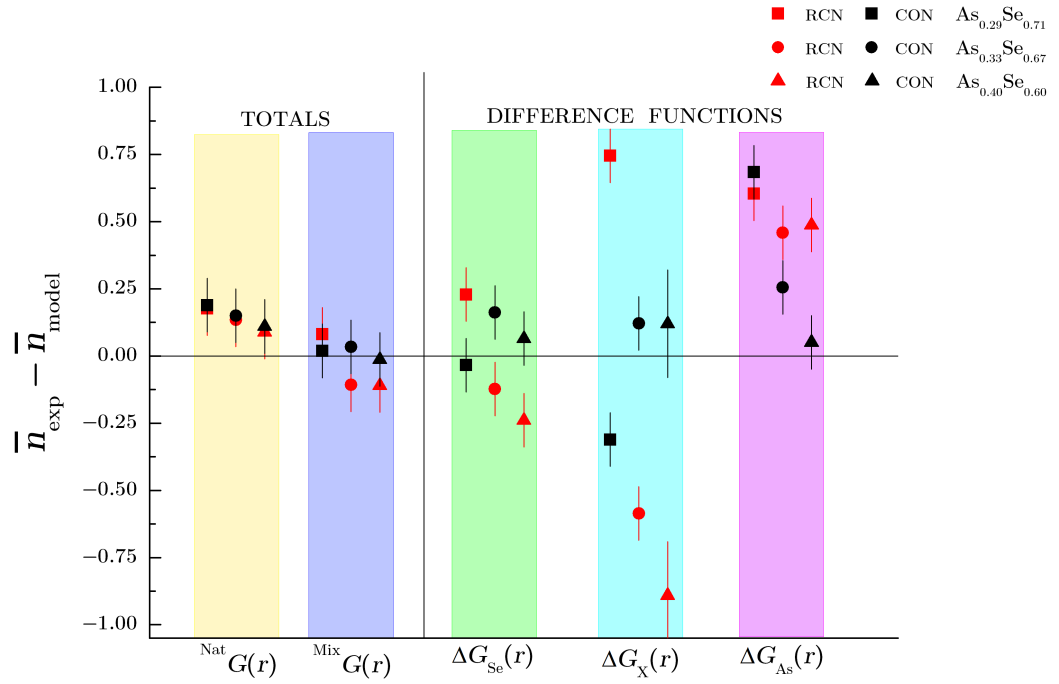 RCN CON As0.29Se0.71
RCN CON As0.33Se0.67
RCN CON As0.40Se0.60
TOTALS
DIFFERENCE FUNCTIONS
1.00
0.75
0.50
0.25
0.00
−0.25
−0.50
−0.75
−1.00
n̅exp − n̅model
Nat G(r)
Mix G(r)
ΔGSe(r)
ΔGX(r)
ΔGAs(r)